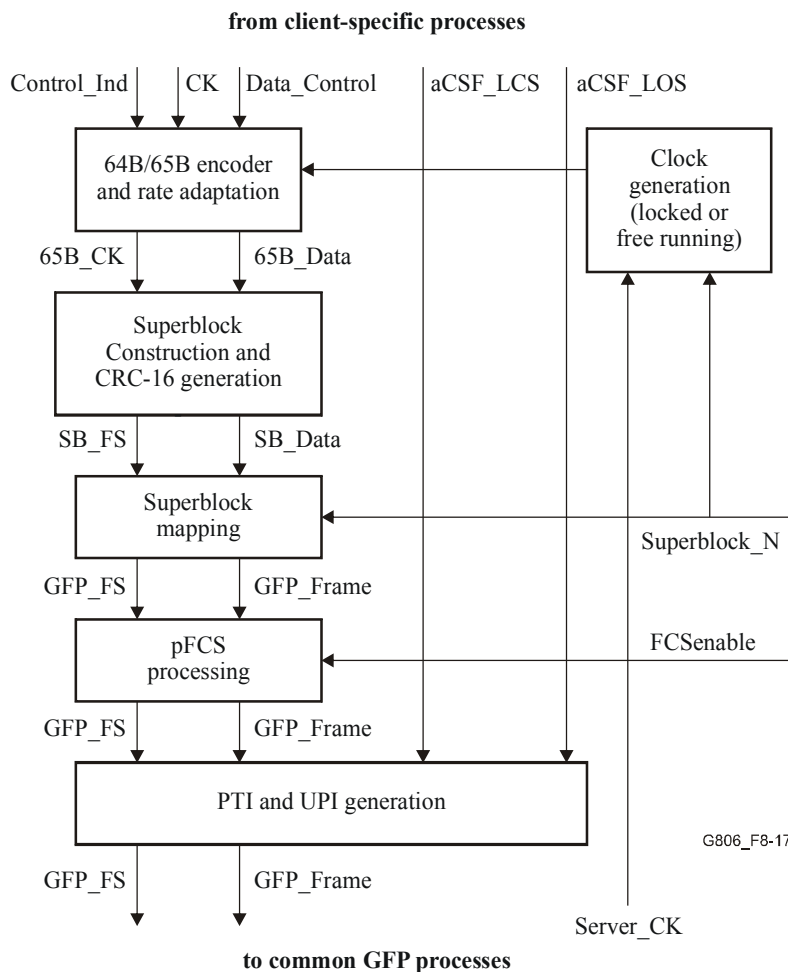 from client-specific processes
Control_Ind CK Data_Control aCSF_LCS aCSF_LOS
64B/65B encoder
and rate adaptation
Clock
generation
(locked or
free running)
65B_CK 65B_Data
Superblock
Construction and
CRC-16 generation
SB_FS SB_Data
Superblock
mapping
Superblock_N
GFP_FS GFP_Frame
pFCS
processing
FCSenable
GFP_FS GFP_Frame
PTI and UPI generation
G806_F8-17
GFP_FS GFP_Frame
Server_CK
to common GFP processes